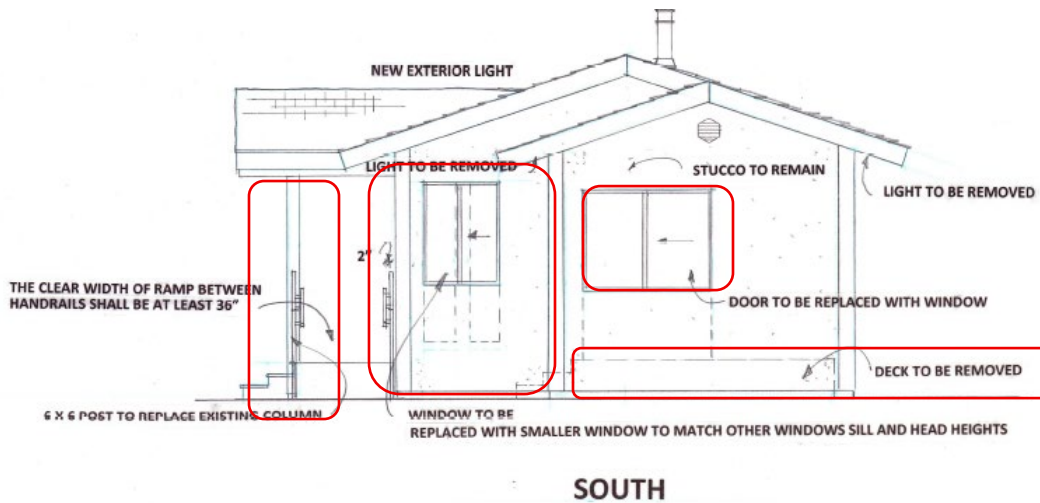 NEW EXTERIOR LIGHT
LIGHT TO BE REMOVED
STUCCO TO REMAIN
LIGHT TO BE REMOVED
2"
THE CLEAR WIDTH OF RAMP BETWEEN
HANDRAILS SHALL BE AT LEAST 36"
DOOR TO BE REPLACED WITH WINDOW
DECK TO BE REMOVED
6 X 6 POST TO REPLACE EXISTING COLUMN
WINDOW TO BE
REPLACED WITH SMALLER WINDOW TO MATCH OTHER WINDOWS SILL AND HEAD HEIGHTS
SOUTH